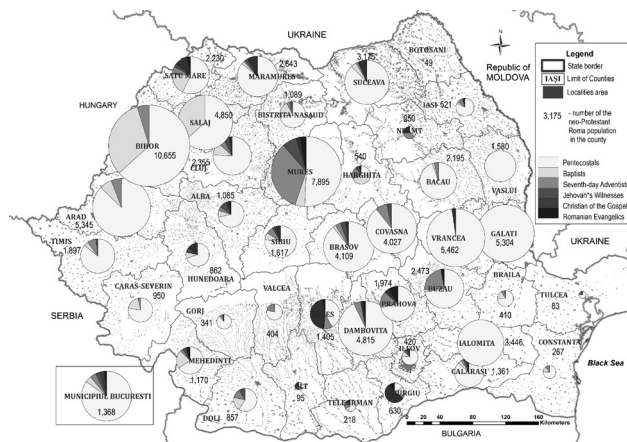 UKRAINE
BOTOSANI
49
2,230
SATU MARE
2,643
MARAMURES
3,175
SUCEAVA
Republic of
MOLDOVA
Legend
State border
IAŞI
Limit of Counties
Localities area
3,175
- number of the
neo-Protestant
Roma population
in the
county
Pentecostals
Baptists
Seventh-day Adventists
Jehovah"s Witnesses
Christian of the Gospel
Romanian Evangelics
HUNGARY
1,089
BISTRITA-NASAUD
IASI 521
SALAJ
4,850
850
BIHOR
10,655
2,355
CLUJ
MURES
7,895
540
HARGHITA
2,195
BACAU
1,580
VASLUI
ALBA
1,085
ARAD
5,345
TIMIS
1,897
SIBIU
1,617
BRASOV
4,109
COVASNA
4,027
VRANCEA
5,462
GALATI
5,304
UKRAINE
862
HUNEDOARA
CARAS-SEVERIN
950
SERBIA
VALCEA
404
GORJ
341
1,405
1,974
PRAHOVA
2,473
BUZAU
BRAILA
410
TULCEA
83
DAMBOVITA
4,815
420
ILFOV
IALOMITA
3,446
CONSTANTA
267
Black Sea
MEHEDINTI
1,170
CALARASI
1,361
MUNICIPIUL BUCURESTI
1,368
DOLJ
857
95
TELEORMAN
218
630
0
20
40
80
120
160
Kilometers
BULGARIA